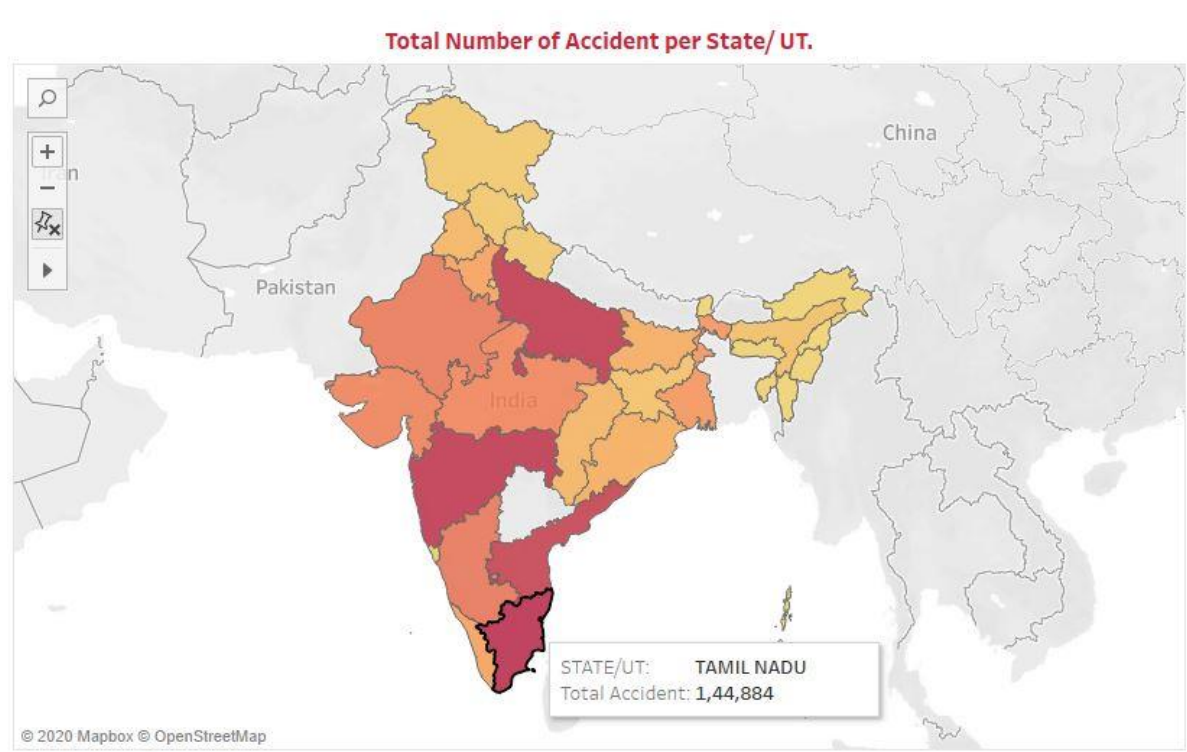 Total Number of Accident per State/ UT.
China
Iran
Pakistan
India
STATE/UT: TAMIL NADU
Total Accident: 1,44,884
© 2020 Mapbox © OpenStreetMap